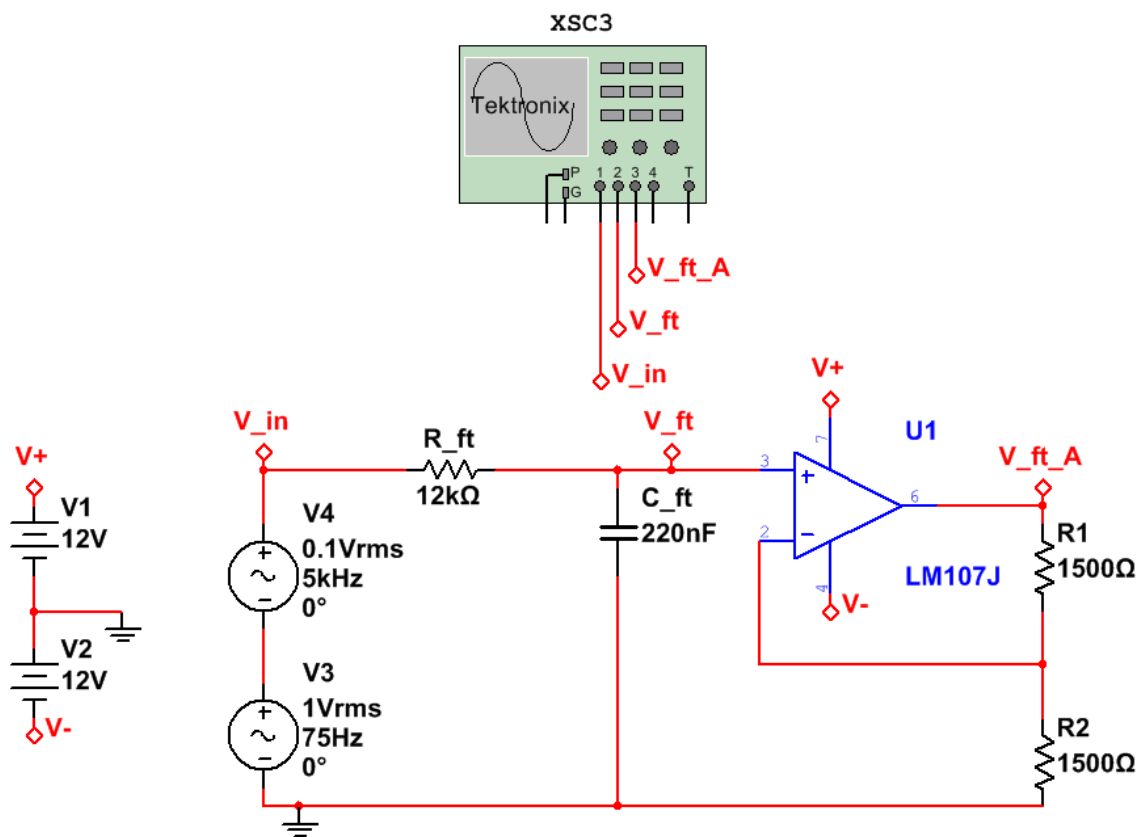 XSC3
Tektronix
P
G
1 2 3 4 T
V_ft_A
V_ft
V_in
V+
V1
12V
V2
12V
V-
V_in
V4
0.1Vrms
5kHz
0°
V3
1Vrms
75Hz
0°
R_ft
12kΩ
V_ft
C_ft
220nF
V+
7
U1
3
+
2
−
6
4
V-
LM107J
V_ft_A
R1
1500Ω
R2
1500Ω